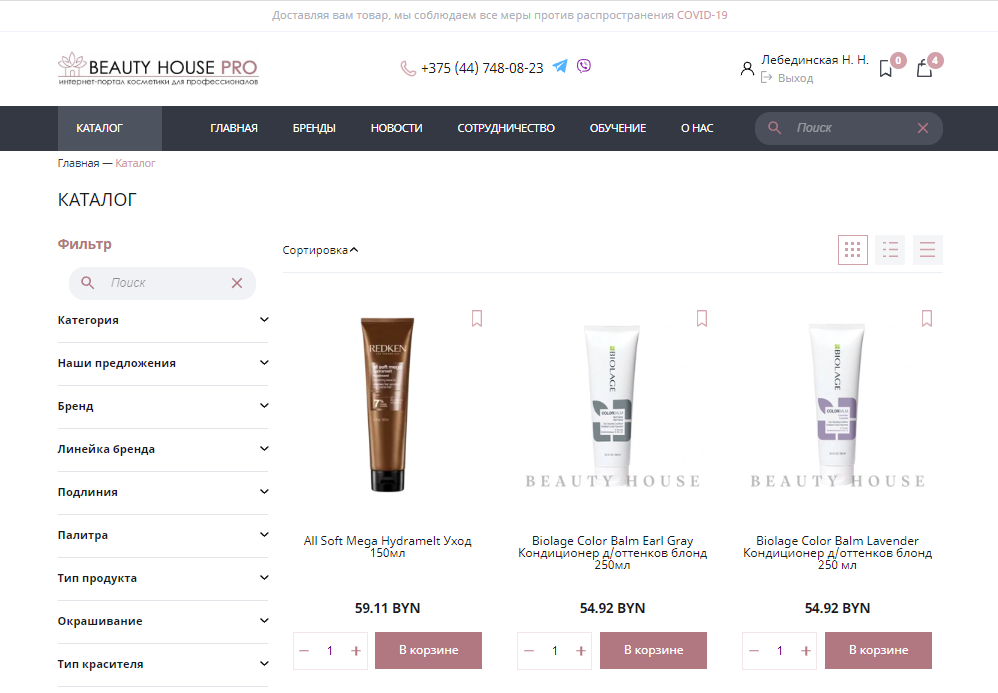 Доставляя вам товар, мы соблюдаем все меры против распространения COVID-19
BEAUTY HOUSE PRO
интернет-портал косметики для профессионалов
+375 (44) 748-08-23
Лебединская Н. Н.
Выход
0
4
КАТАЛОГ
ГЛАВНАЯ
БРЕНДЫ
НОВОСТИ
СОТРУДНИЧЕСТВО
ОБУЧЕНИЕ
О НАС
Поиск
Главная — Каталог
КАТАЛОГ
Фильтр
Поиск
Категория
Наши предложения
Бренд
Линейка бренда
Подлиния
Палитра
Тип продукта
Окрашивание
Тип красителя
Сортировка
REDKEN
all soft mega
BIOLAGE
COLORBALM
BEAUTY HOUSE
BIOLAGE
COLORBALM
BEAUTY HOUSE
All Soft Mega Hydramelt Уход
150мл
59.11 BYN
1
В корзине
Biolage Color Balm Earl Gray
Кондиционер д/оттенков блонд
250мл
54.92 BYN
1
В корзине
Biolage Color Balm Lavender
Кондиционер д/оттенков блонд
250 мл
54.92 BYN
1
В корзине